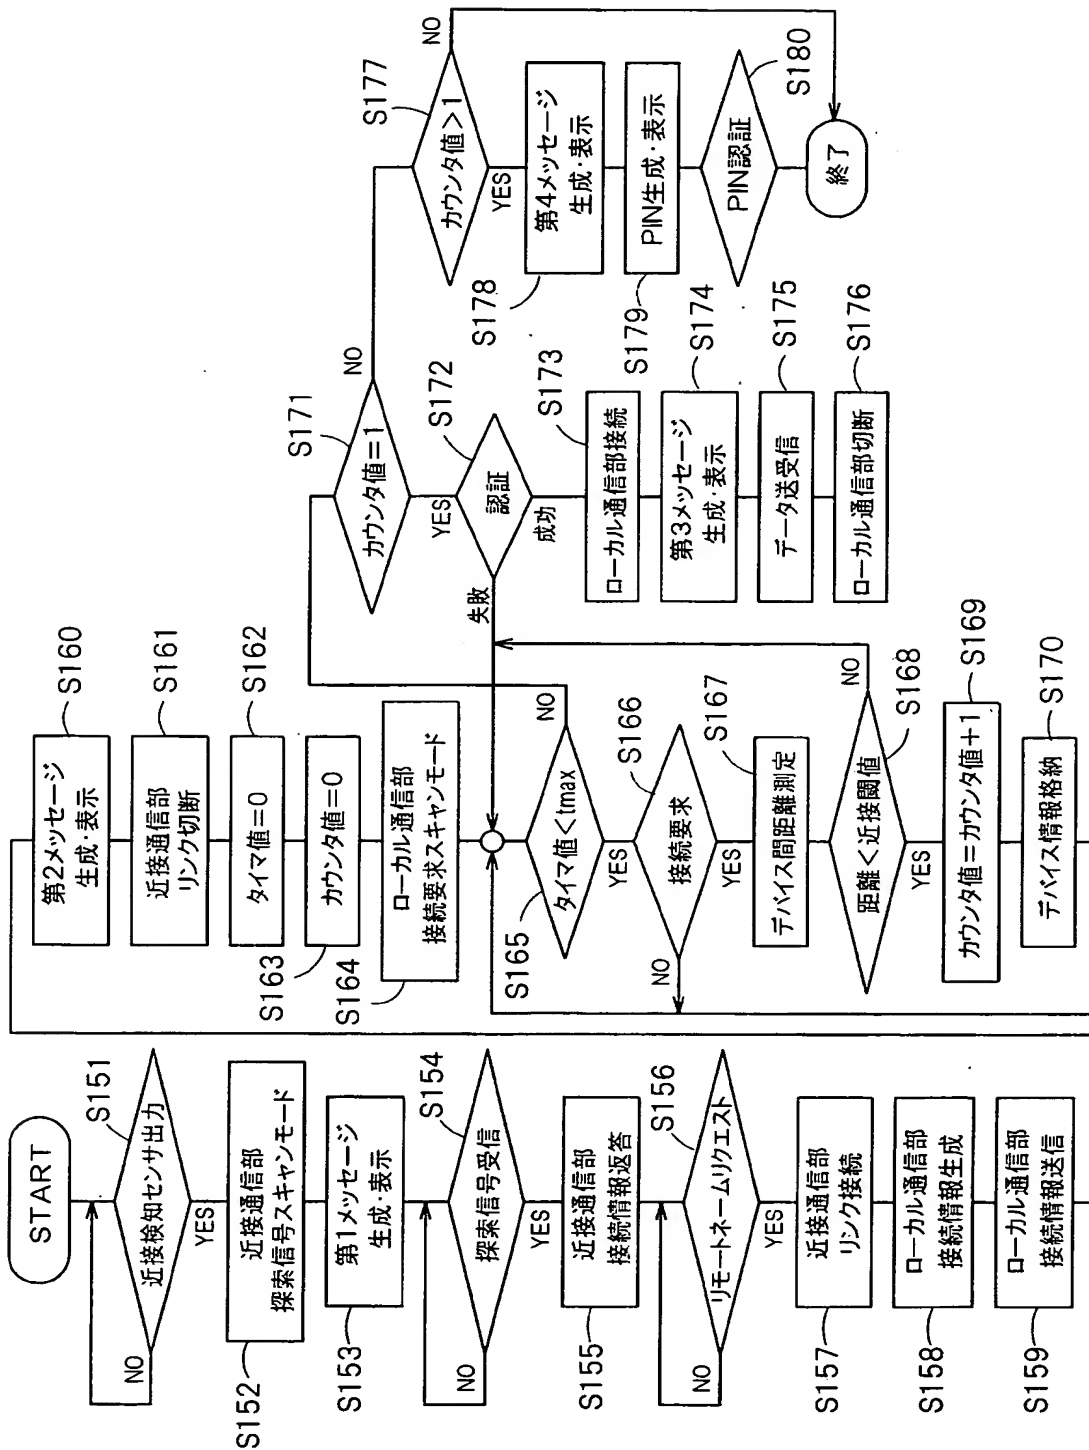 START
近接検知センサ出力
S151
NO
YES
近接通信部
探索信号スキャンモード
S152
第1メッセージ
生成・表示
S153
探索信号受信
S154
NO
YES
近接通信部
接続情報返答
S155
リモートネームリクエスト
S156
NO
YES
近接通信部
リンク接続
S157
ローカル通信部
接続情報生成
S158
ローカル通信部
接続情報送信
S159
第2メッセージ
生成・表示
S160
近接通信部
リンク切断
S161
タイマ値=0
S162
カウンタ値=0
S163
ローカル通信部
接続要求スキャンモード
S164
タイマ値<tmax
S165
NO
YES
接続要求
S166
NO
YES
デバイス間距離測定
S167
距離<近接閾値
S168
NO
YES
カウンタ値=カウンタ値+1
S169
デバイス情報格納
S170
カウンタ値=1
S171
NO
YES
認証
S172
失敗
成功
ローカル通信部接続
S173
第3メッセージ
生成・表示
S174
データ送受信
S175
ローカル通信部切断
S176
カウンタ値>1
S177
NO
YES
第4メッセージ
生成・表示
S178
PIN生成・表示
S179
PIN認証
S180
終了